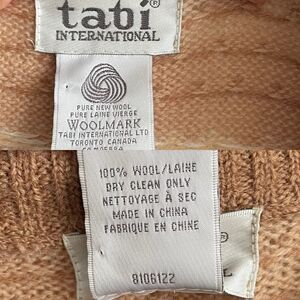 tabi®
INTERNATIONAL
PURE NEW WOOL
PURE LAINE VIERGE
WOOLMARK
TABI INTERNATIONAL LTD
TORONTO CANADA
100% WOOL/LAINE
DRY CLEAN ONLY
NETTOYAGE À SEC
MADE IN CHINA
FABRIQUE EN CHINE
8106122
®
L